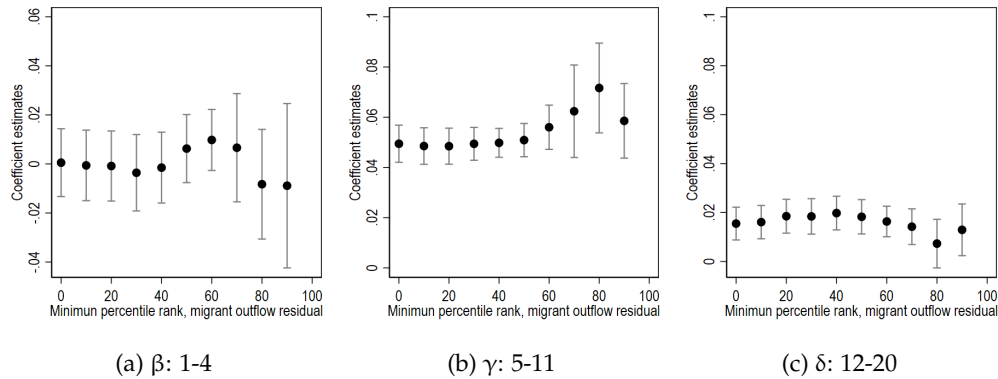 .06
.04
.02
0
-.02
-.04
Coefficient estimates
0 20 40 60 80 100
Minimun percentile rank, migrant outflow residual
(a) β: 1-4
.1
.08
.06
.04
.02
0
Coefficient estimates
0 20 40 60 80 100
Minimun percentile rank, migrant outflow residual
(b) γ: 5-11
.1
.08
.06
.04
.02
0
Coefficient estimates
0 20 40 60 80 100
Minimun percentile rank, migrant outflow residual
(c) δ: 12-20